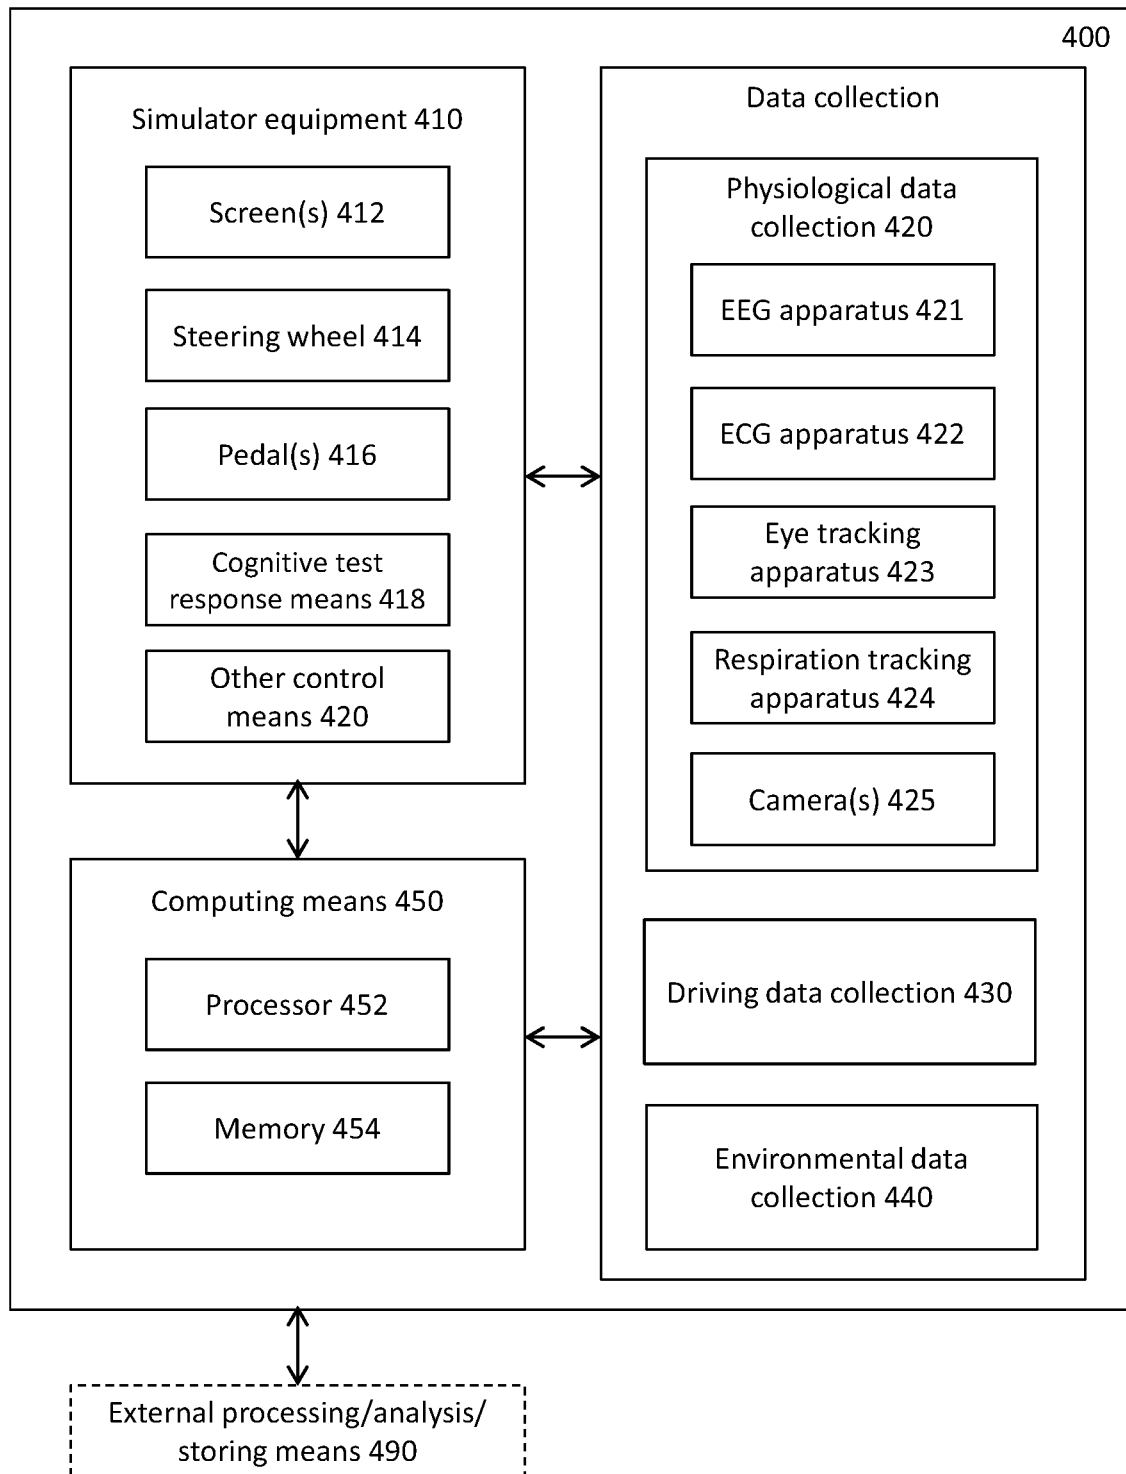 400
Simulator equipment 410
Screen(s) 412
Steering wheel 414
Pedal(s) 416
Cognitive test
response means 418
Other control
means 420
Data collection
Physiological data
collection 420
EEG apparatus 421
ECG apparatus 422
Eye tracking
apparatus 423
Respiration tracking
apparatus 424
Camera(s) 425
Computing means 450
Processor 452
Memory 454
Driving data collection 430
Environmental data
collection 440
External processing/analysis/
storing means 490